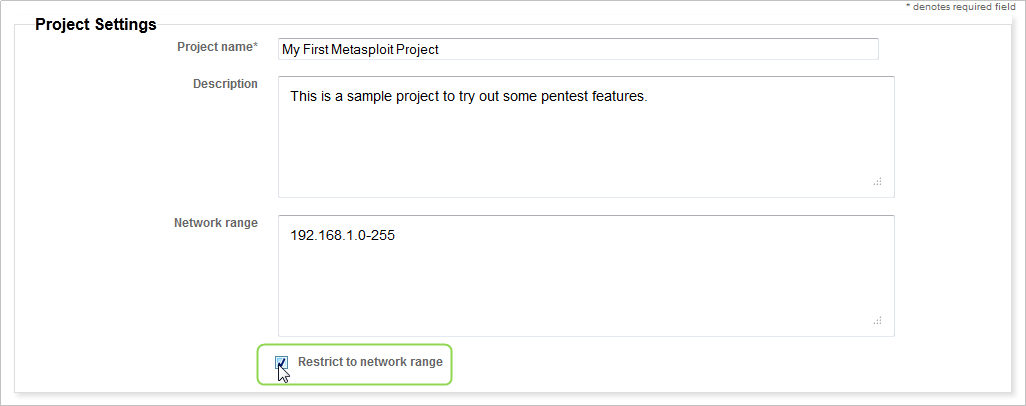 * denotes required field
Project Settings
Project name*
My First Metasploit Project
Description
This is a sample project to try out some pentest features.
Network range
192.168.1.0-255
Restrict to network range